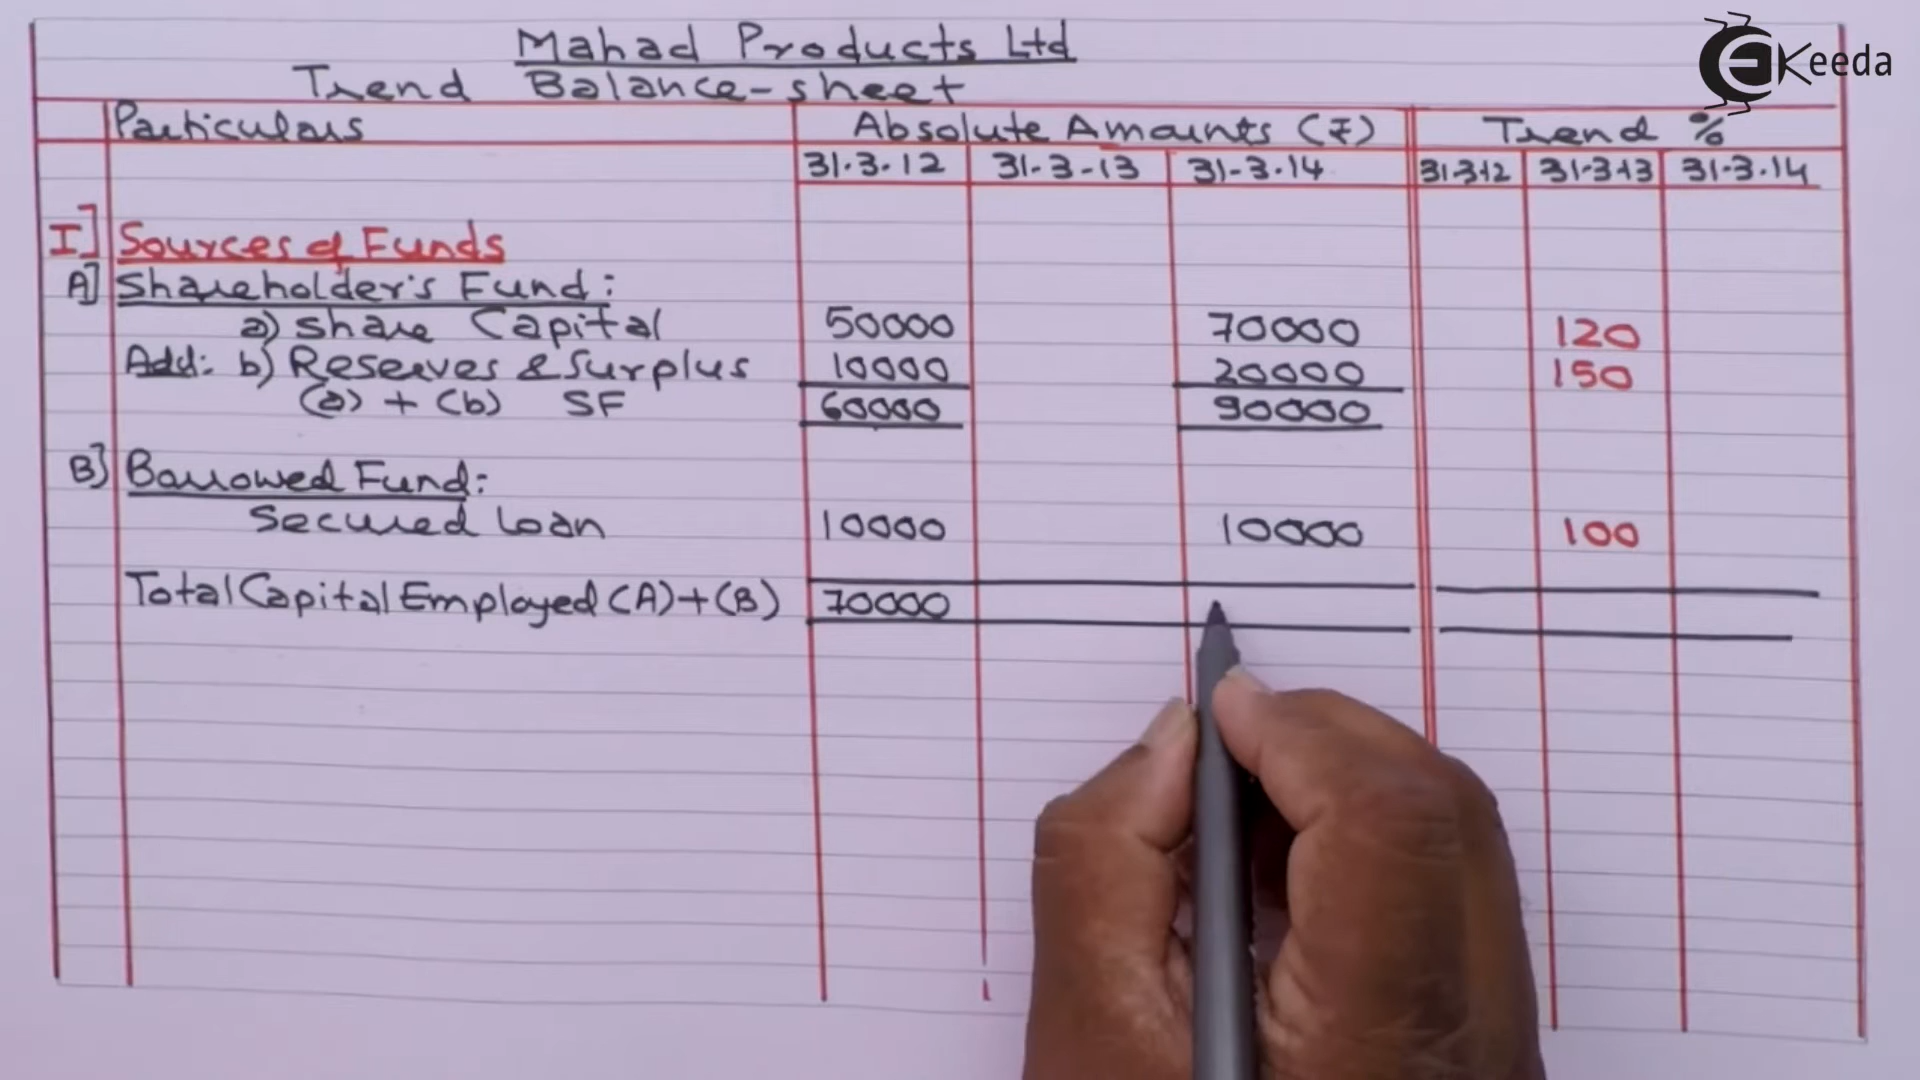 Mahad Products Ltd
Trend Balance-sheet
EKeeda
Particulars Absolute Amounts (₹) Trend %
31.3.12 31-3-13 31-3.14 31.3.12 31.3.13 31-3.14
I] Sources of Funds
A] Shareholder's Fund:
a) Share Capital 50000 70000 120
Add: b) Reserves & Surplus 10000 20000 150
(a) + (b) SF 60000 90000
B] Borrowed Fund:
Secured Loan 10000 10000 100
Total Capital Employed (A)+(B) 70000